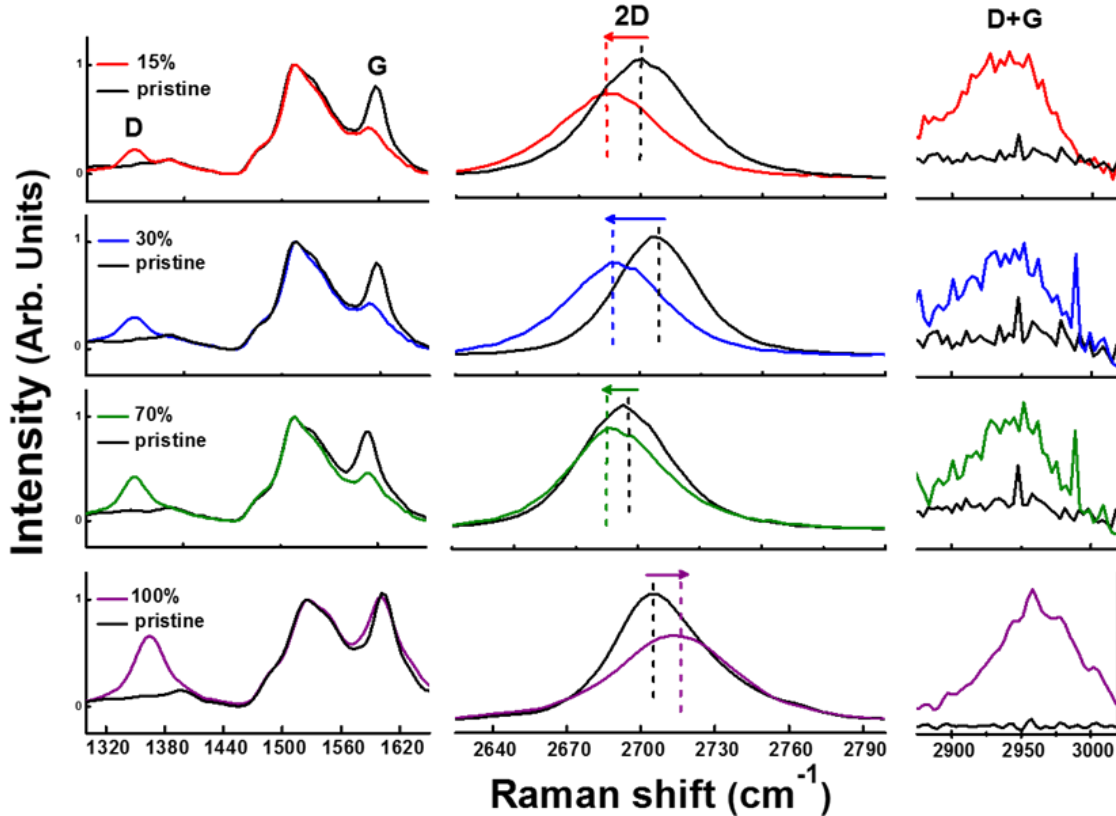 2D
D+G
15%
pristine
G
D
1
0
30%
pristine
1
0
70%
pristine
1
0
100%
pristine
1
0
Intensity (Arb. Units)
1320 1380 1440 1500 1560 1620
2640 2670 2700 2730 2760 2790
2900 2950 3000
Raman shift (cm⁻¹)